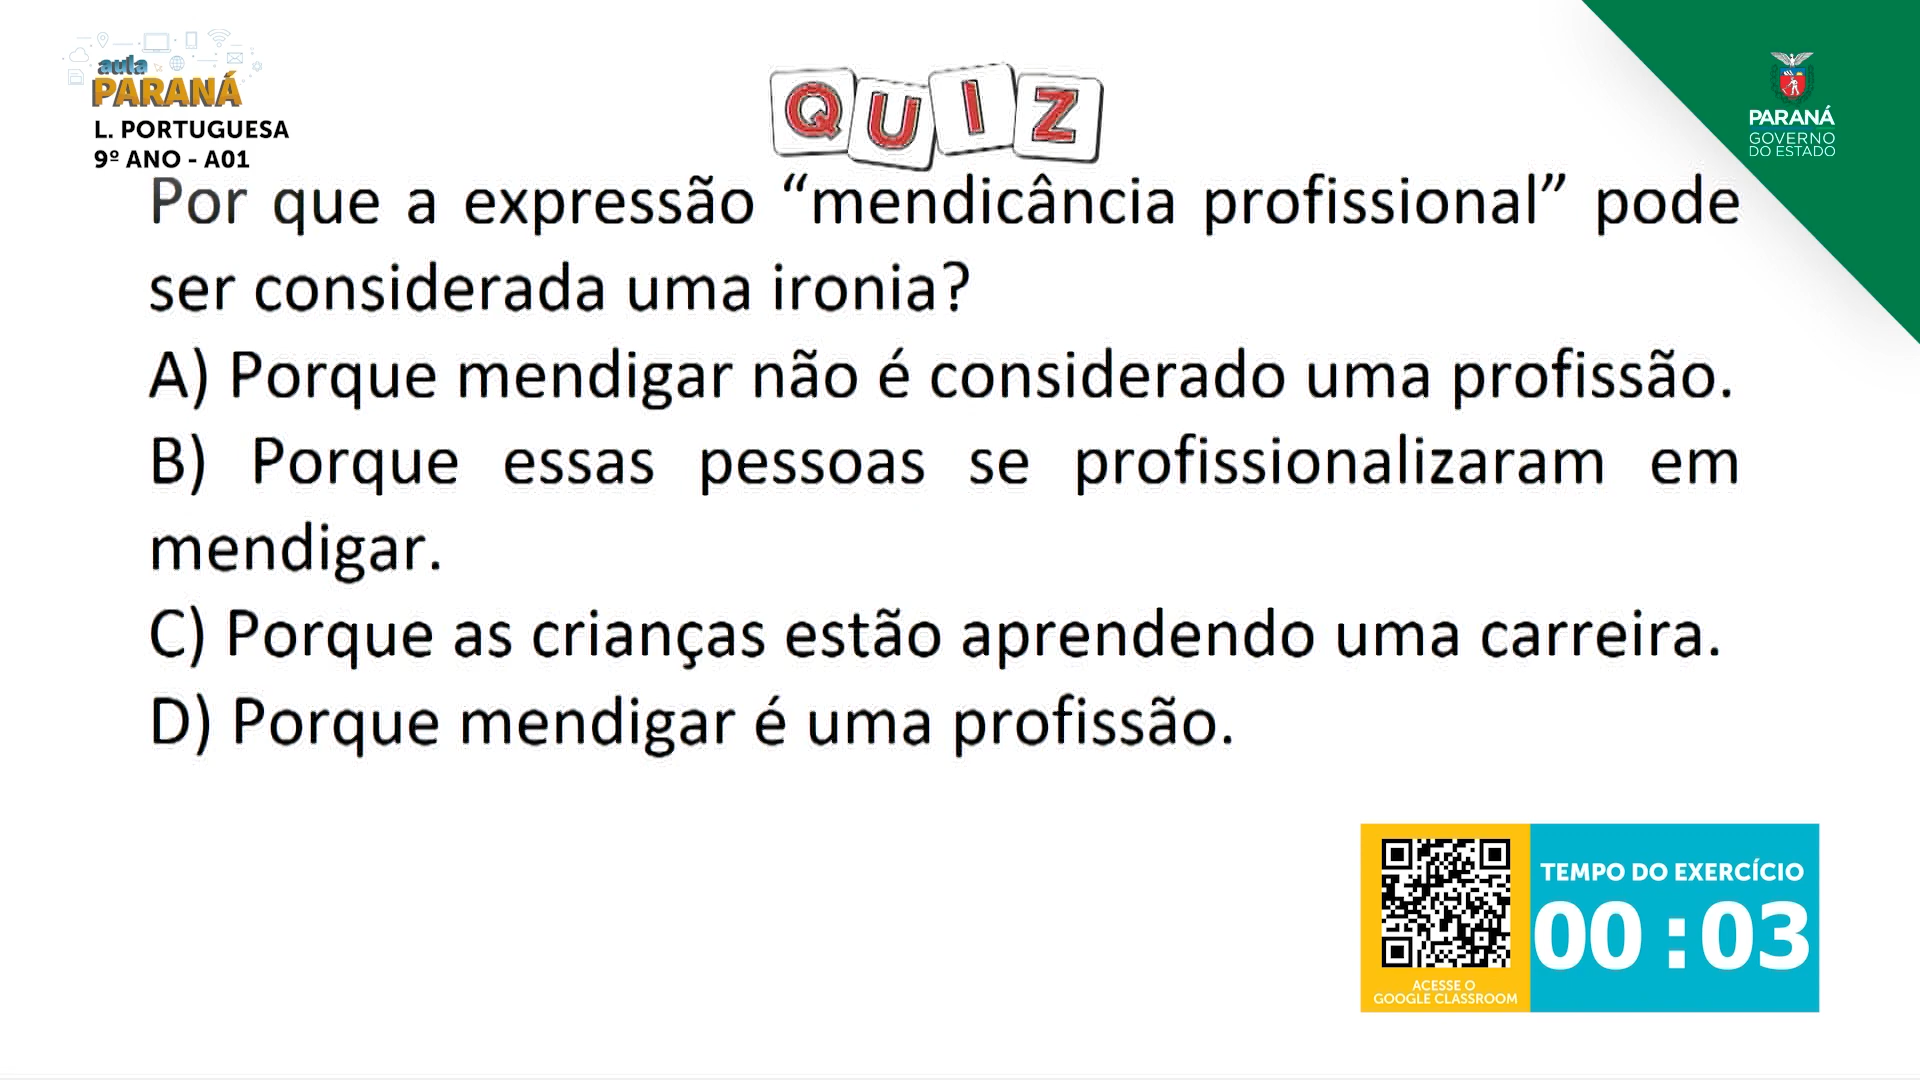 aula
PARANÁ
L. PORTUGUESA
9º ANO - A01
QUIZ
PARANÁ
GOVERNO
DO ESTADO
Por que a expressão “mendicância profissional” pode
ser considerada uma ironia?
A) Porque mendigar não é considerado uma profissão.
B) Porque essas pessoas se profissionalizaram em
mendigar.
C) Porque as crianças estão aprendendo uma carreira.
D) Porque mendigar é uma profissão.
TEMPO DO EXERCÍCIO
00:03
ACESSE O
GOOGLE CLASSROOM